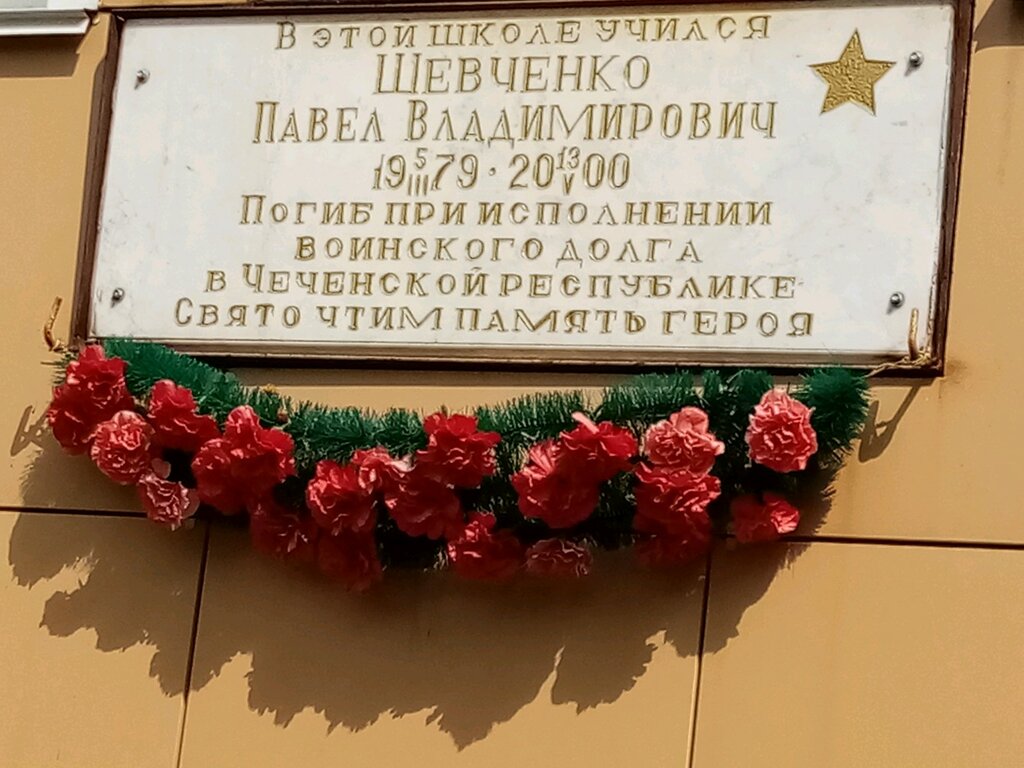 В этой школе учился
Шевченко
Павел Владимирович
19 5/III 79 · 20 13/V 00
Погиб при исполнении
воинского долга
в Чеченской республике
Свято чтим память героя